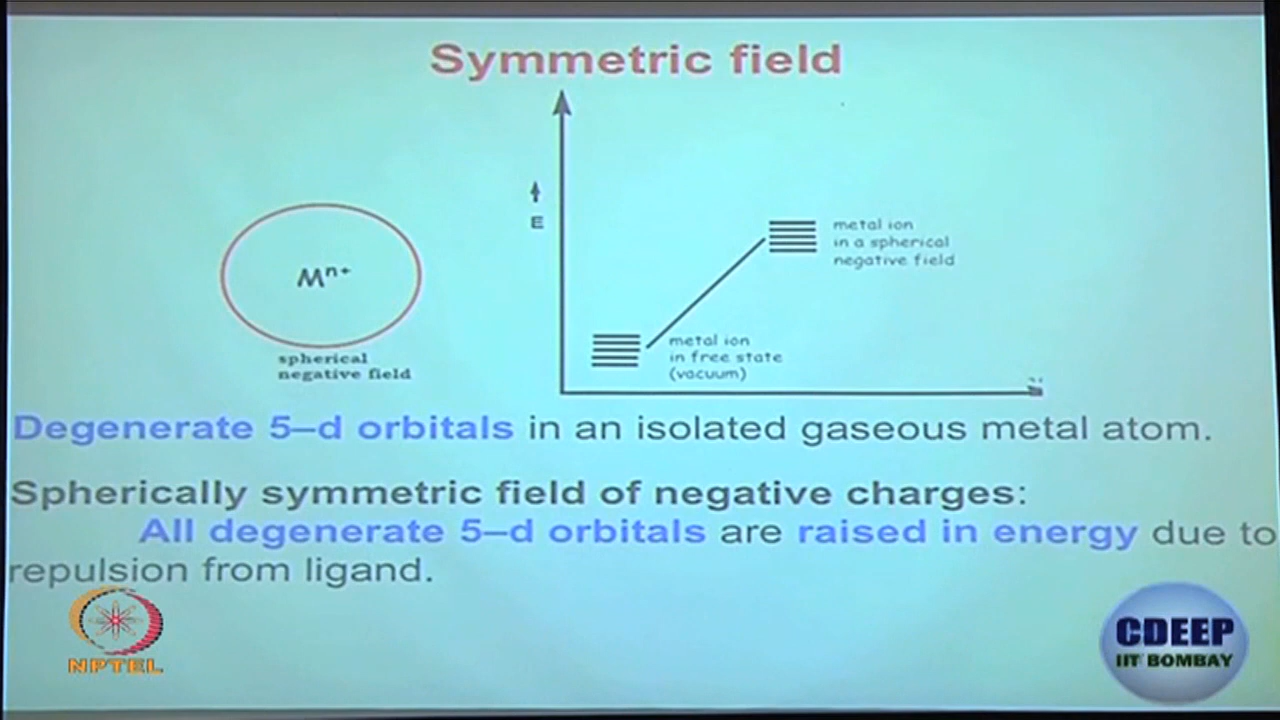 Symmetric field
E
Mⁿ⁺
spherical
negative field
metal ion
in a spherical
negative field
metal ion
in free state
(vacuum)
Degenerate 5–d orbitals in an isolated gaseous metal atom.
Spherically symmetric field of negative charges:
All degenerate 5–d orbitals are raised in energy due to
repulsion from ligand.
NPTEL
CDEEP
IIT BOMBAY